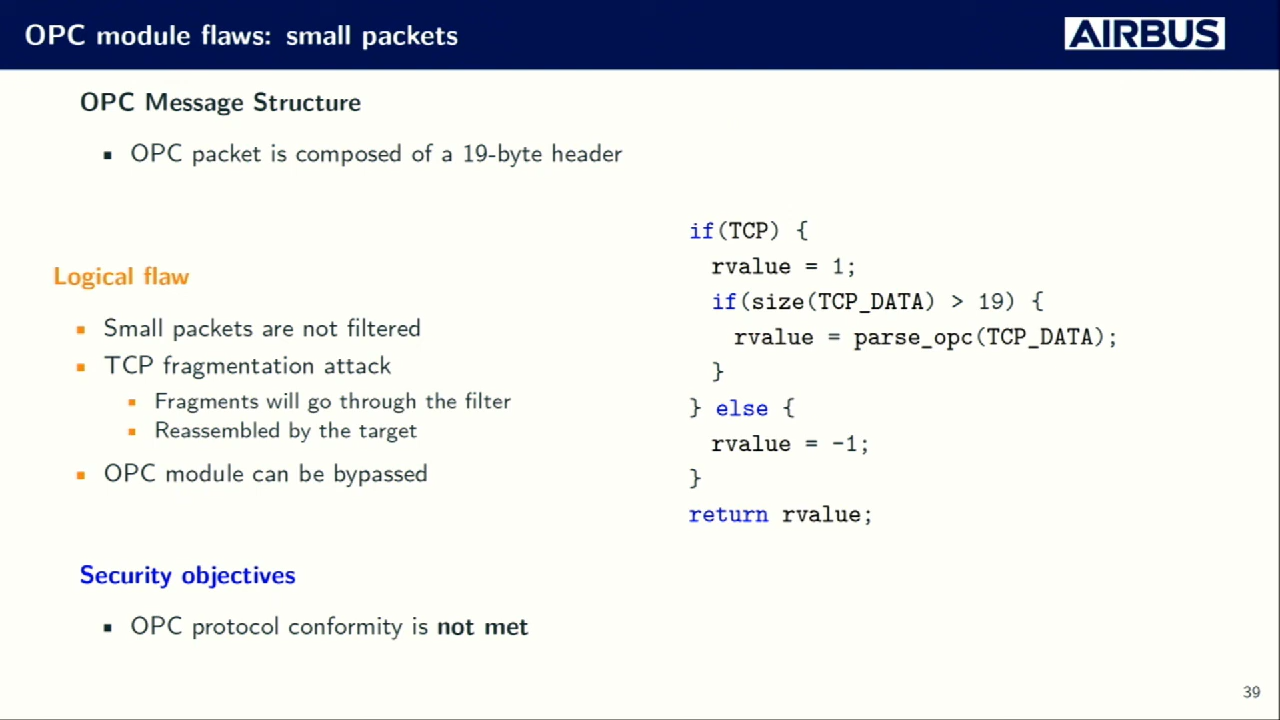 OPC module flaws: small packets
AIRBUS
OPC Message Structure
OPC packet is composed of a 19-byte header
Logical flaw
Small packets are not filtered
TCP fragmentation attack
Fragments will go through the filter
Reassembled by the target
OPC module can be bypassed
if(TCP) {
rvalue = 1;
if(size(TCP_DATA) > 19) {
rvalue = parse_opc(TCP_DATA);
}
} else {
rvalue = -1;
}
return rvalue;
Security objectives
OPC protocol conformity is not met
39